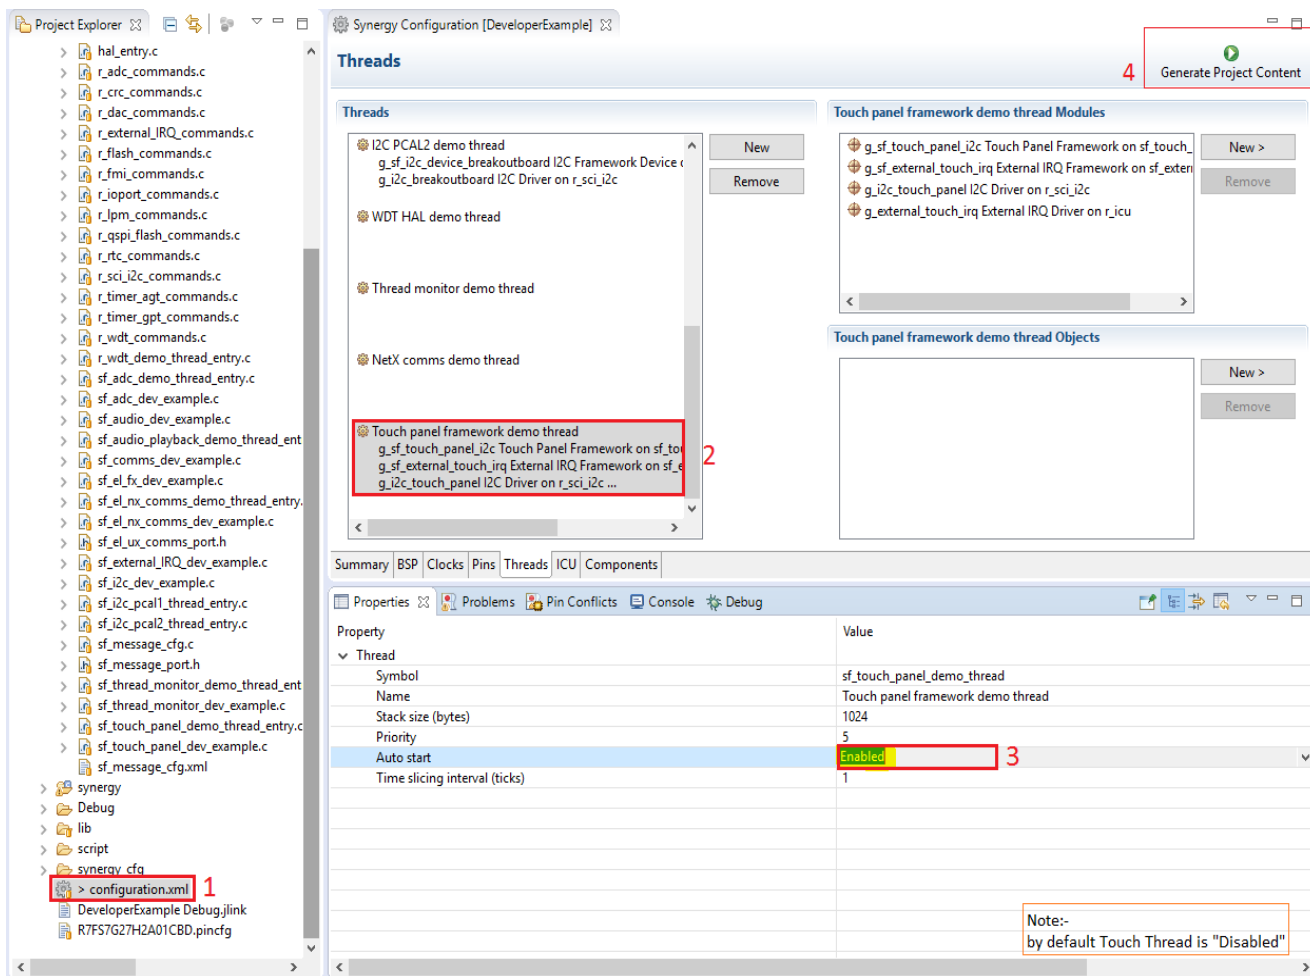 Project Explorer
hal_entry.c
r_adc_commands.c
r_crc_commands.c
r_dac_commands.c
r_external_IRQ_commands.c
r_flash_commands.c
r_fmi_commands.c
r_ioport_commands.c
r_lpm_commands.c
r_qspi_flash_commands.c
r_rtc_commands.c
r_sci_i2c_commands.c
r_timer_agt_commands.c
r_timer_gpt_commands.c
r_wdt_commands.c
r_wdt_demo_thread_entry.c
sf_adc_demo_thread_entry.c
sf_adc_dev_example.c
sf_audio_dev_example.c
sf_audio_playback_demo_thread_ent
sf_comms_dev_example.c
sf_el_fx_dev_example.c
sf_el_nx_comms_demo_thread_entry.
sf_el_nx_comms_dev_example.c
sf_el_ux_comms_port.h
sf_external_IRQ_dev_example.c
sf_i2c_dev_example.c
sf_i2c_pcal1_thread_entry.c
sf_i2c_pcal2_thread_entry.c
sf_message_cfg.c
sf_message_port.h
sf_thread_monitor_demo_thread_ent
sf_thread_monitor_dev_example.c
sf_touch_panel_demo_thread_entry.c
sf_touch_panel_dev_example.c
sf_message_cfg.xml
synergy
Debug
lib
script
synergy_cfg
> configuration.xml 1
DeveloperExample Debug.jlink
R7FS7G27H2A01CBD.pincfg
Synergy Configuration [DeveloperExample]
Threads
4
Generate Project Content
Threads
I2C PCAL2 demo thread
g_sf_i2c_device_breakoutboard I2C Framework Device c
g_i2c_breakoutboard I2C Driver on r_sci_i2c
WDT HAL demo thread
Thread monitor demo thread
NetX comms demo thread
Touch panel framework demo thread
g_sf_touch_panel_i2c Touch Panel Framework on sf_tou
g_sf_external_touch_irq External IRQ Framework on sf_e
g_i2c_touch_panel I2C Driver on r_sci_i2c ...
2
New
Remove
Touch panel framework demo thread Modules
g_sf_touch_panel_i2c Touch Panel Framework on sf_touch_
g_sf_external_touch_irq External IRQ Framework on sf_extern
g_i2c_touch_panel I2C Driver on r_sci_i2c
g_external_touch_irq External IRQ Driver on r_icu
New >
Remove
Touch panel framework demo thread Objects
New >
Remove
Summary BSP Clocks Pins Threads ICU Components
Properties Problems Pin Conflicts Console Debug
Property Value
Thread
Symbol sf_touch_panel_demo_thread
Name Touch panel framework demo thread
Stack size (bytes) 1024
Priority 5
Auto start Enabled 3
Time slicing interval (ticks) 1
Note:-
by default Touch Thread is "Disabled"